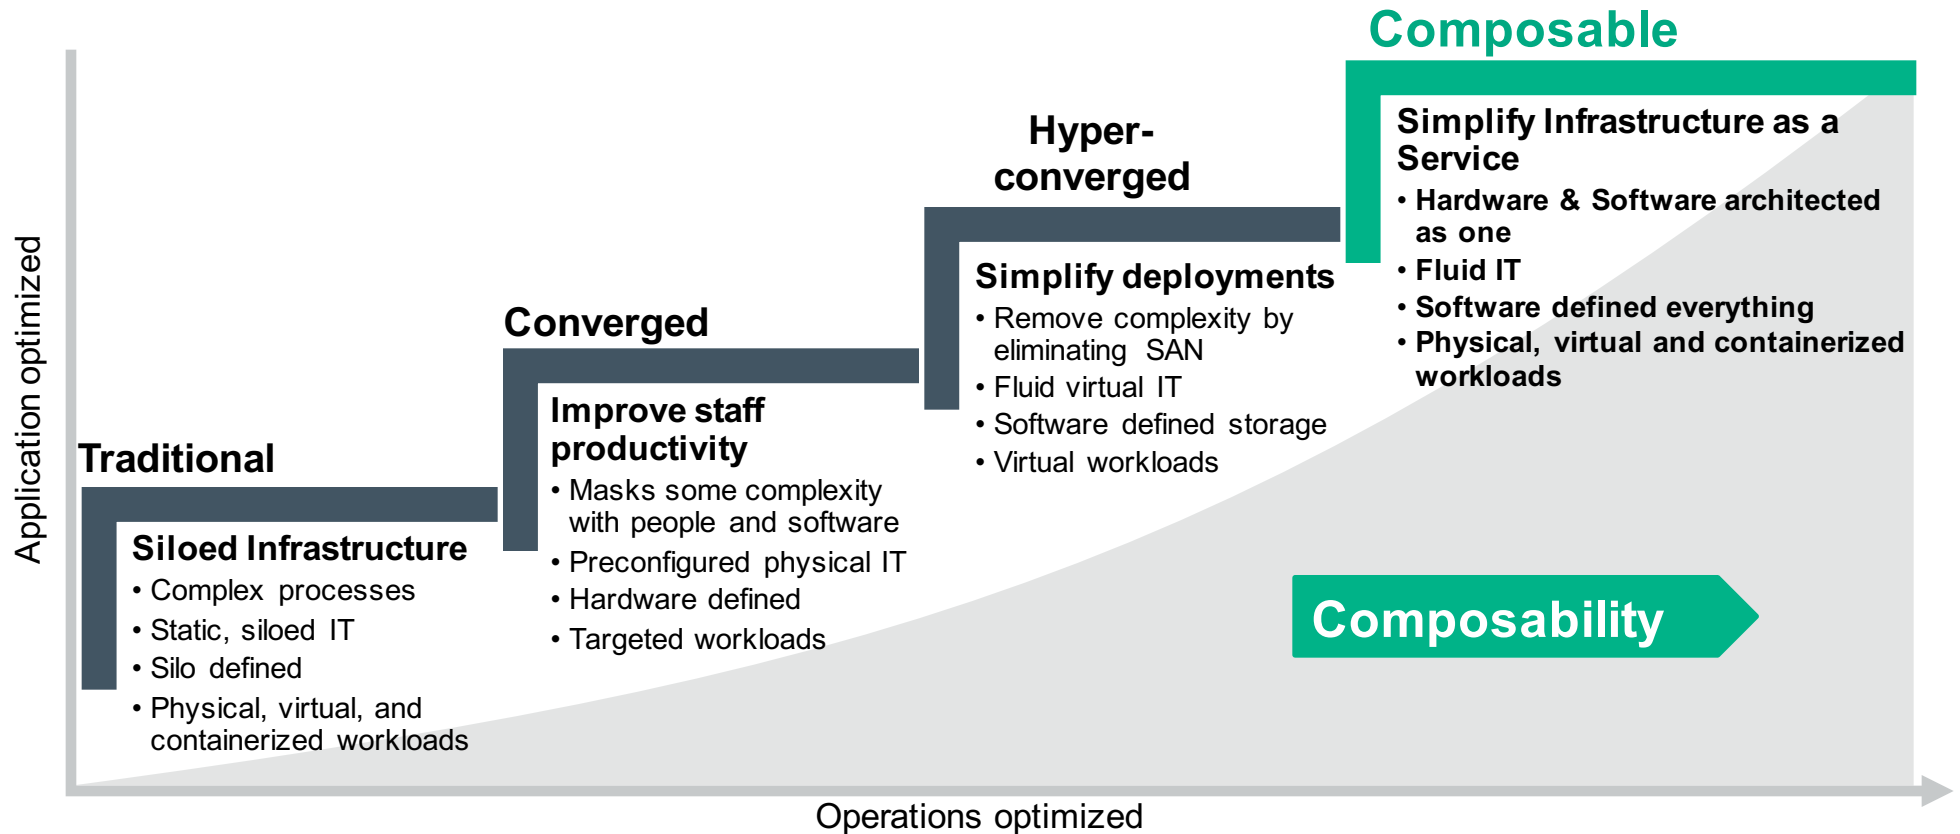 Composable
Simplify Infrastructure as a
Service
• Hardware & Software architected
as one
• Fluid IT
• Software defined everything
• Physical, virtual and containerized
workloads
Hyper-
converged
Simplify deployments
• Remove complexity by
eliminating SAN
• Fluid virtual IT
• Software defined storage
• Virtual workloads
Converged
Improve staff
productivity
• Masks some complexity
with people and software
• Preconfigured physical IT
• Hardware defined
• Targeted workloads
Traditional
Siloed Infrastructure
• Complex processes
• Static, siloed IT
• Silo defined
• Physical, virtual, and
containerized workloads
Composability
Application optimized
Operations optimized